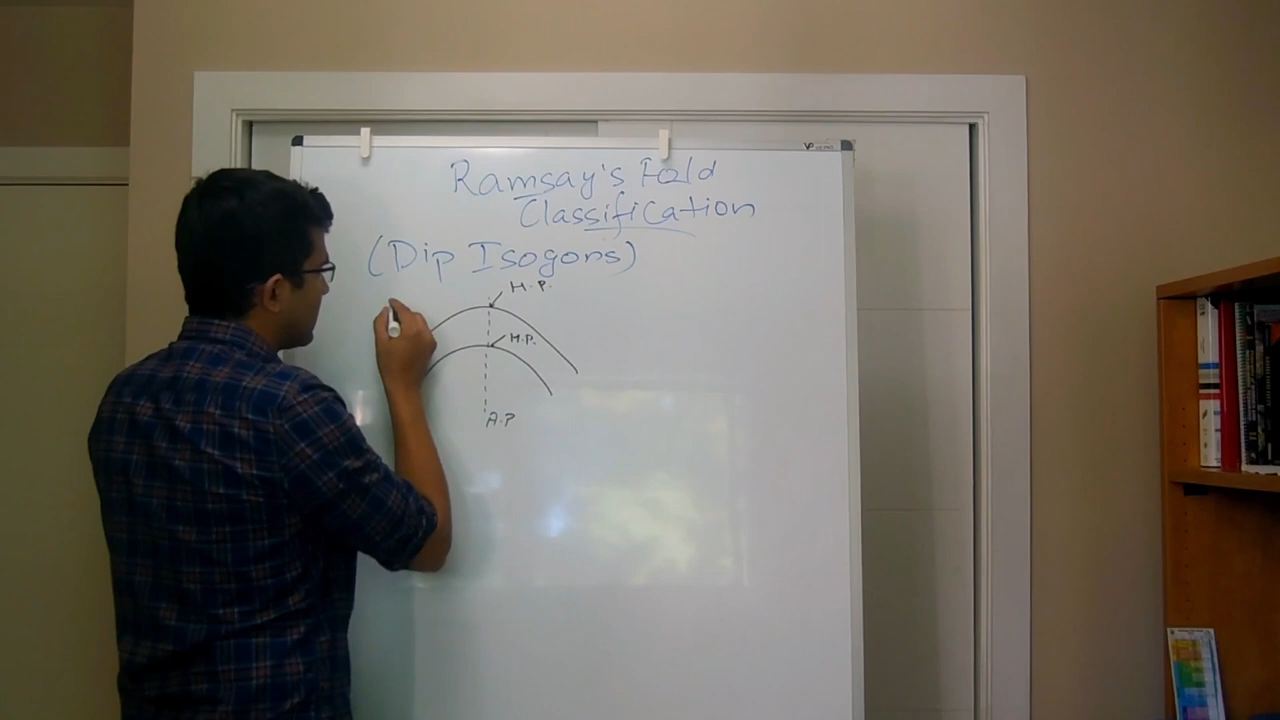 Ramsay's Fold
Classification
(Dip Isogons)
H.P.
H.P.
A.P